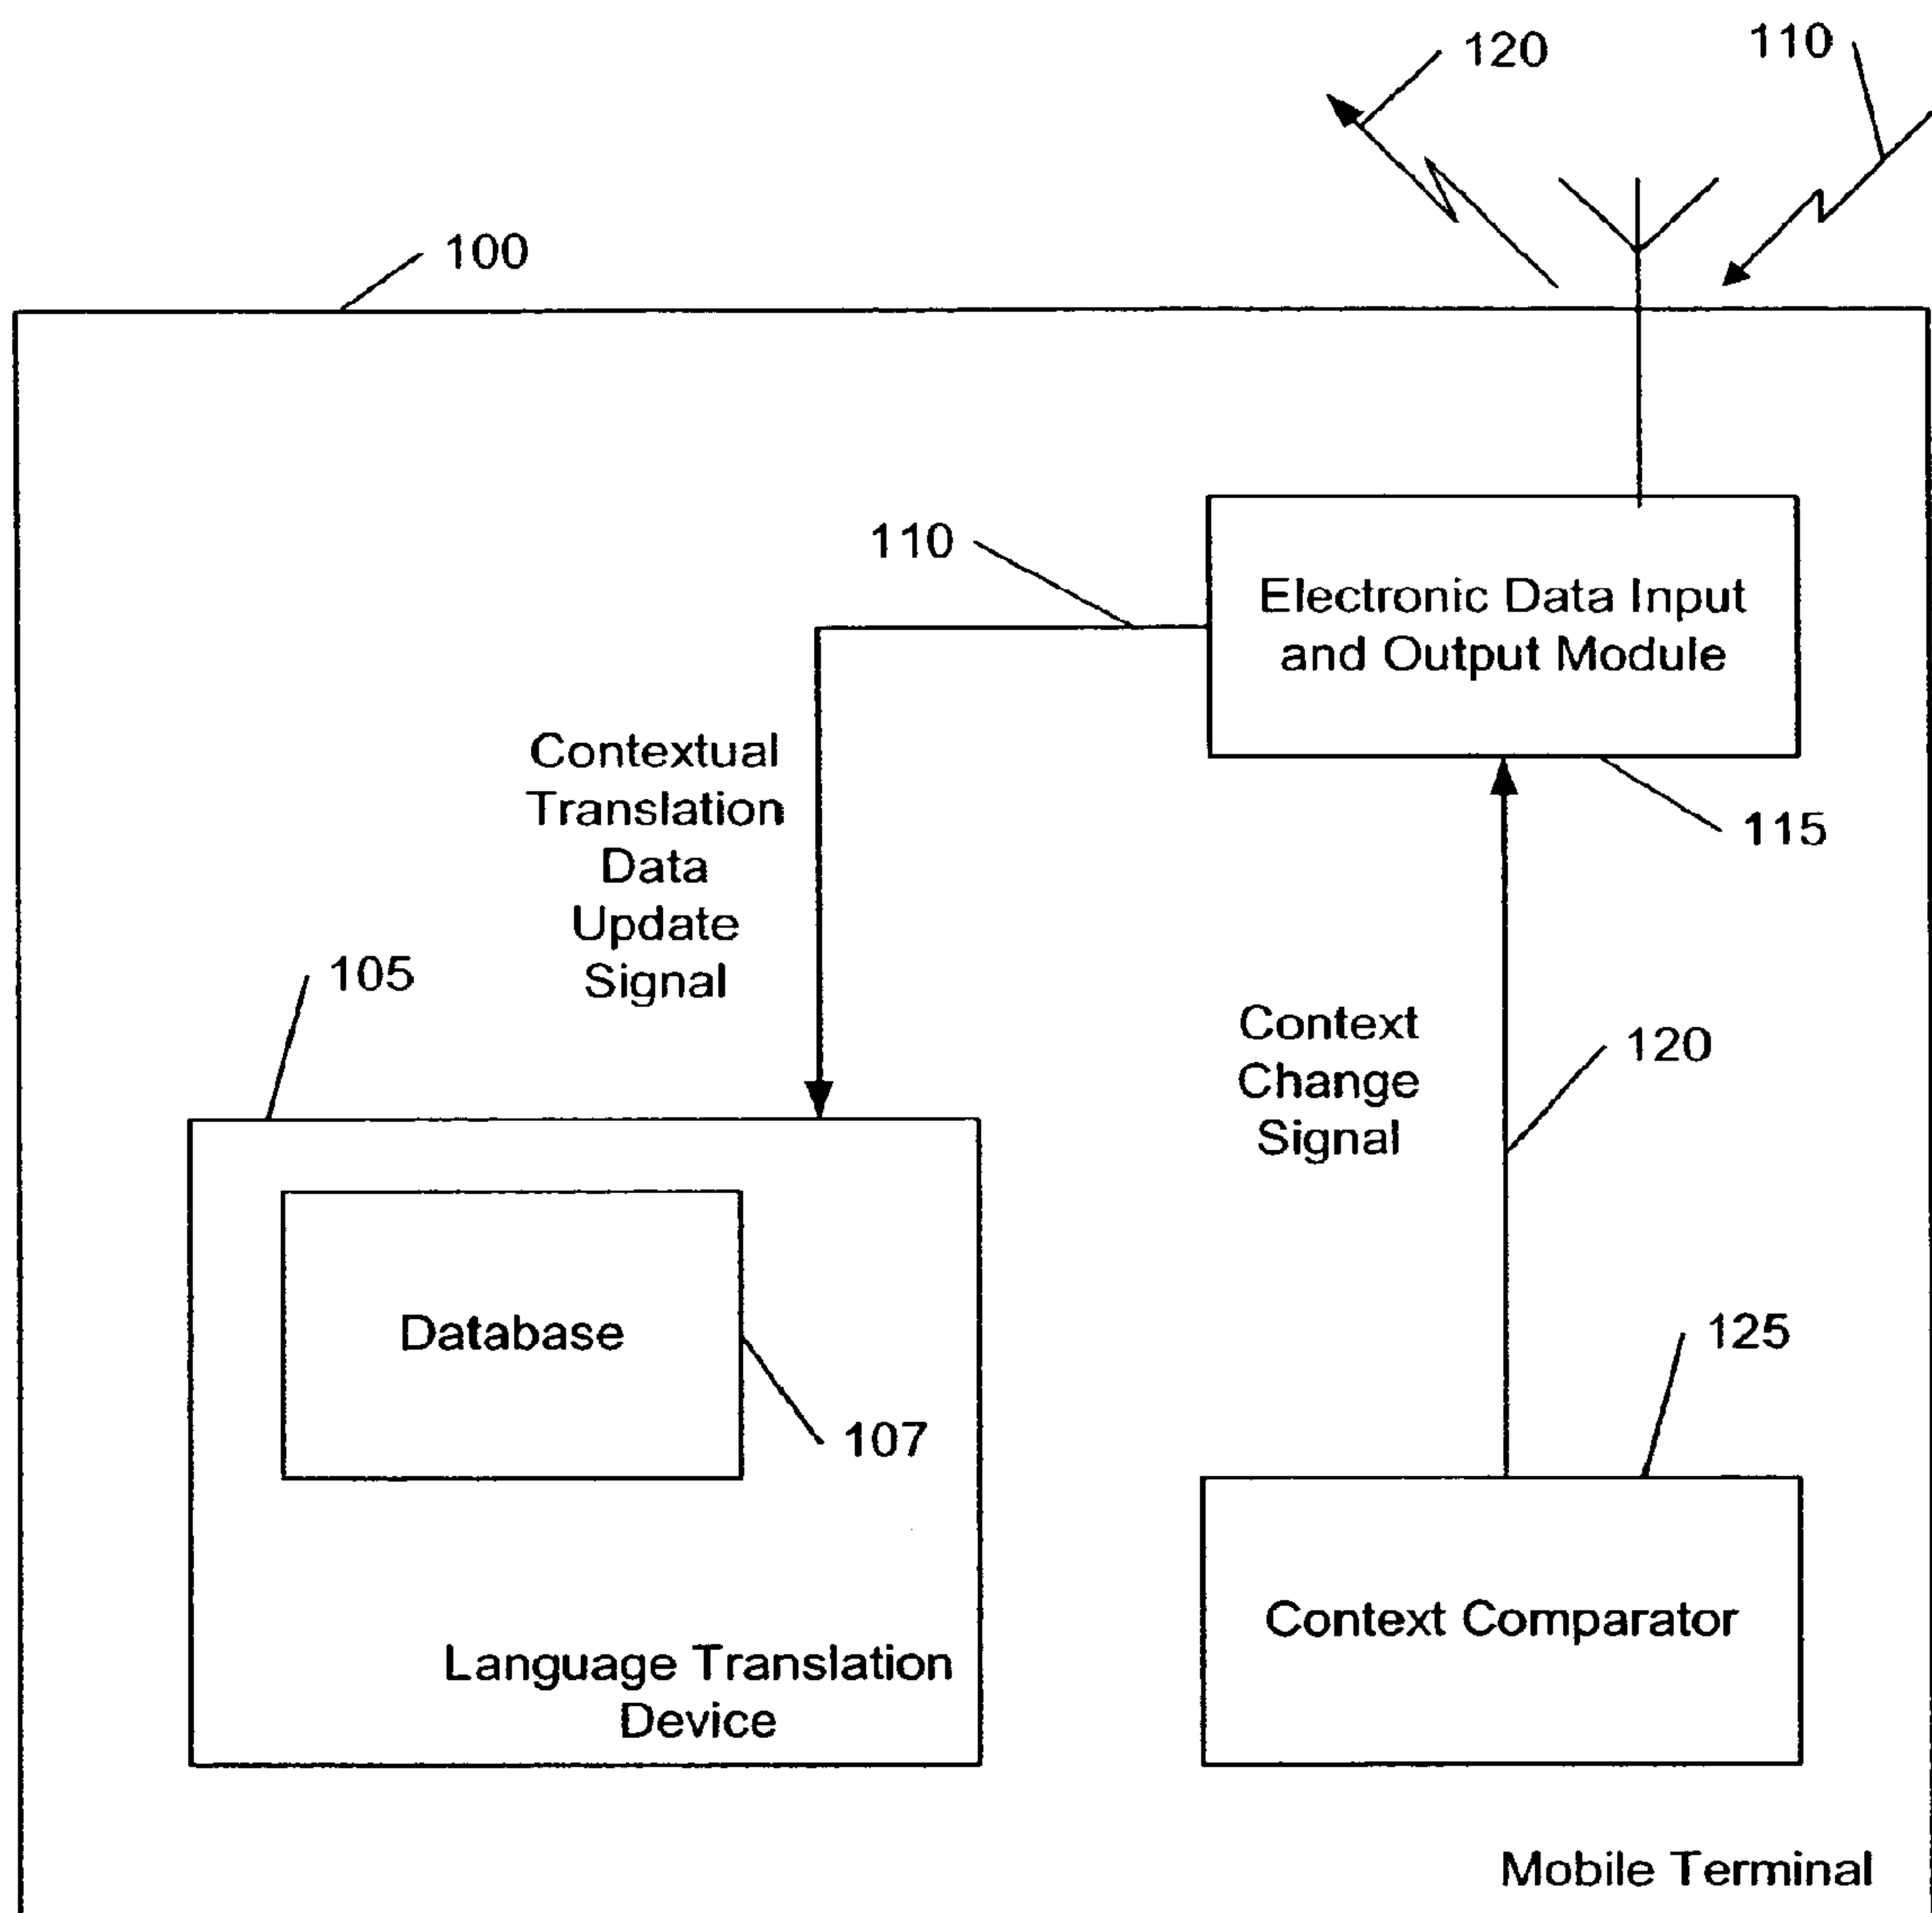 120
110
100
110
Electronic Data Input
and Output Module
115
Contextual
Translation
Data
Update
Signal
105
Context
Change
Signal
120
Database
107
125
Context Comparator
Language Translation
Device
Mobile Terminal